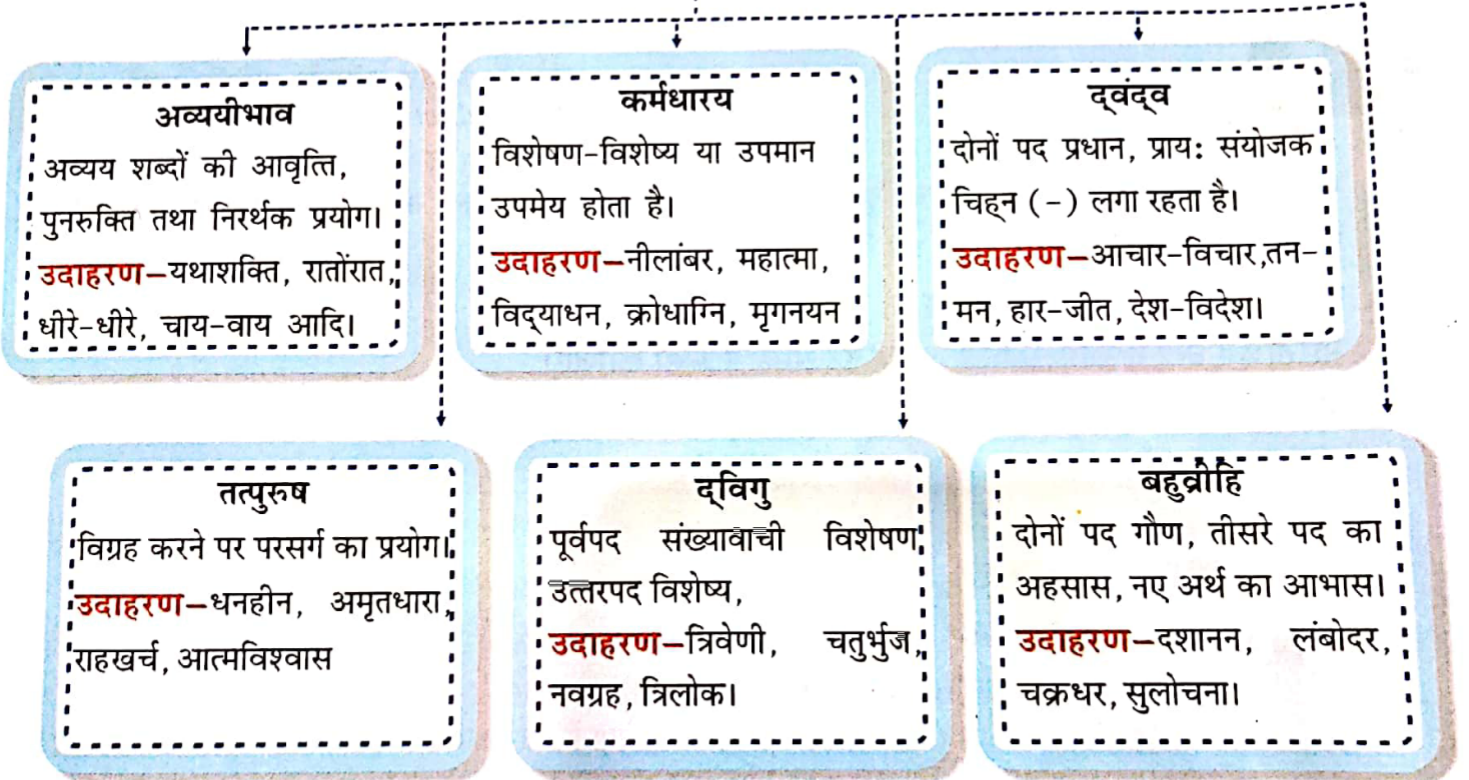 अव्ययीभाव
अव्यय शब्दों की आवृत्ति,
पुनरुक्ति तथा निरर्थक प्रयोग।
उदाहरण–यथाशक्ति, रातोंरात,
धीरे-धीरे, चाय-वाय आदि।
कर्मधारय
विशेषण-विशेष्य या उपमान
उपमेय होता है।
उदाहरण–नीलांबर, महात्मा,
विद्‌याधन, क्रोधाग्नि, मृगनयन
द्‌वंद्‌व
दोनों पद प्रधान, प्राय: संयोजक
चिह्‌न (-) लगा रहता है।
उदाहरण–आचार-विचार,तन-
मन, हार-जीत, देश-विदेश।
तत्पुरुष
विग्रह करने पर परसर्ग का प्रयोग।
उदाहरण–धनहीन, अमृतधारा,
राहखर्च, आत्मविश्वास
द्‌विगु
पूर्वपद संख्यावाची विशेषण
उत्तरपद विशेष्य,
उदाहरण–त्रिवेणी, चतुर्भुज,
नवग्रह, त्रिलोक।
बहुव्रीहि
दोनों पद गौण, तीसरे पद का
अहसास, नए अर्थ का आभास।
उदाहरण–दशानन, लंबोदर,
चक्रधर, सुलोचना।